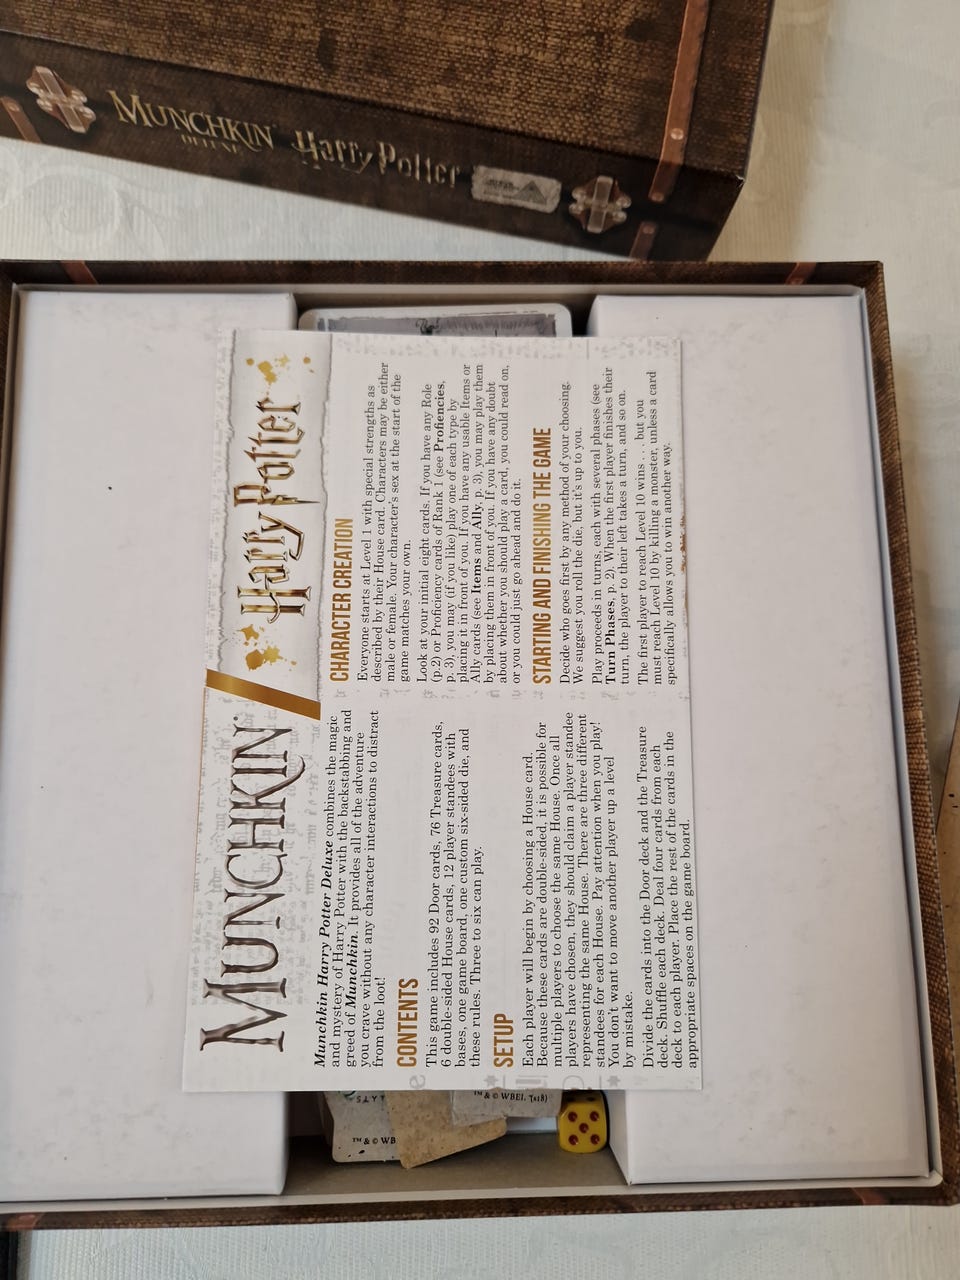 MUNCHKIN®
DELUXE
Harry Potter
MUNCHKIN® / Harry Potter
Munchkin Harry Potter Deluxe combines the magic
and mystery of Harry Potter with the backstabbing and
greed of Munchkin. It provides all of the adventure
you crave without any character interactions to distract
from the loot!
CONTENTS
This game includes 92 Door cards, 76 Treasure cards,
6 double-sided House cards, 12 player standees with
bases, one game board, one custom six-sided die, and
these rules. Three to six can play.
SETUP
Each player will begin by choosing a House card.
Because these cards are double-sided, it is possible for
multiple players to choose the same House. Once all
players have chosen, they should claim a player standee
representing the same House. There are three different
standees for each House. Pay attention when you play!
You don't want to move another player up a level
by mistake.
Divide the cards into the Door deck and the Treasure
deck. Shuffle each deck. Deal four cards from each
deck to each player. Place the rest of the cards in the
appropriate spaces on the game board.
CHARACTER CREATION
Everyone starts at Level 1 with special strengths as
described by their House card. Characters may be either
male or female. Your character's sex at the start of the
game matches your own.
Look at your initial eight cards. If you have any Role
(p. 2) or Proficiency cards of Rank 1 (see Profiencies,
p. 3), you may (if you like) play one of each type by
placing it in front of you. If you have any usable Items or
Ally cards (see Items and Ally, p. 3), you may play them
by placing them in front of you. If you have any doubt
about whether you should play a card, you could read on,
or you could just go ahead and do it.
STARTING AND FINISHING THE GAME
Decide who goes first by any method of your choosing.
We suggest you roll the die, but it's up to you.
Play proceeds in turns, each with several phases (see
Turn Phases, p. 2). When the first player finishes their
turn, the player to their left takes a turn, and so on.
The first player to reach Level 10 wins . . . but you
must reach Level 10 by killing a monster, unless a card
specifically allows you to win another way.
SLYT
™ & © WB
™ & © WBEI. (s18)